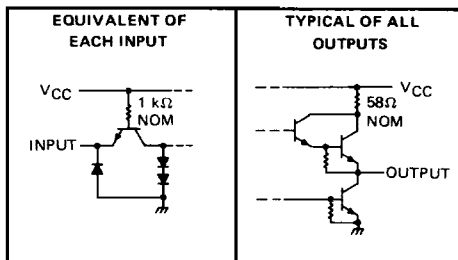 EQUIVALENT OF
EACH INPUT
VCC
1 kΩ
NOM
INPUT
TYPICAL OF ALL
OUTPUTS
VCC
58Ω
NOM
OUTPUT